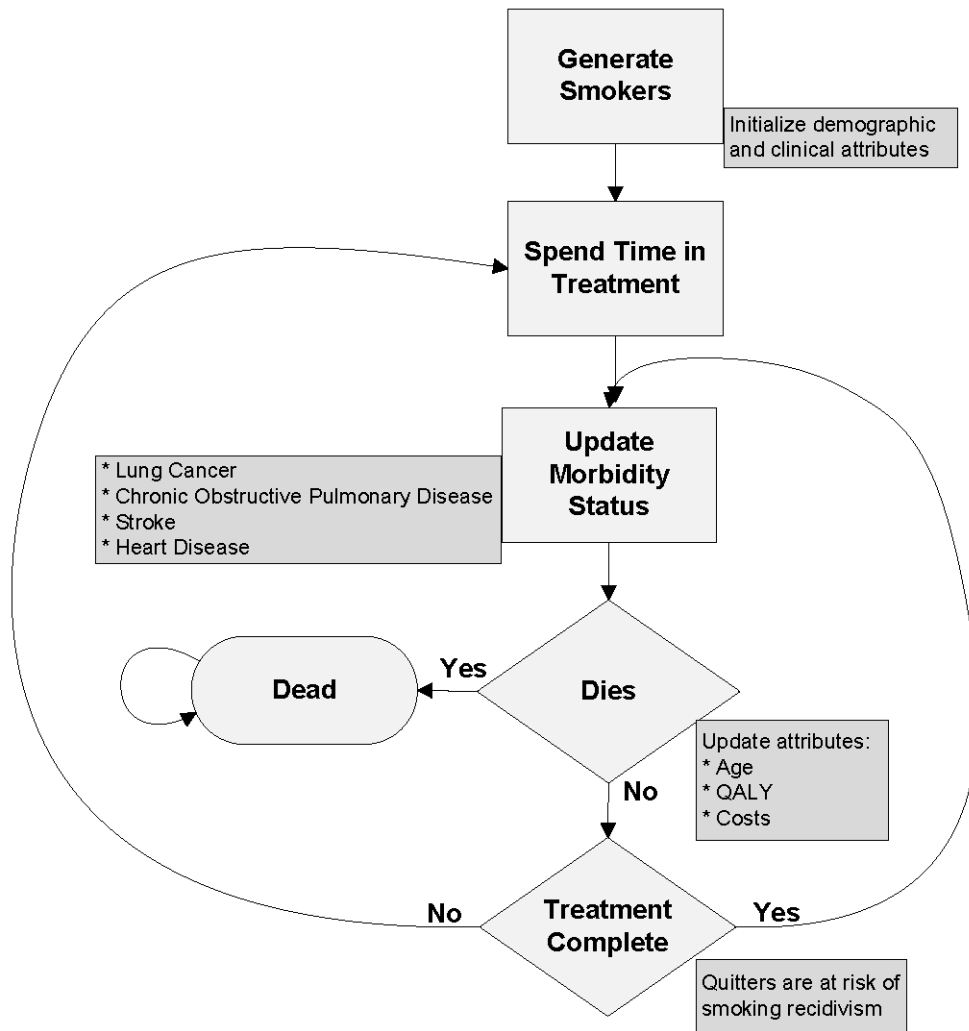 Generate
Smokers
Initialize demographic
and clinical attributes
Spend Time in
Treatment
Update
Morbidity
Status
* Lung Cancer
* Chronic Obstructive Pulmonary Disease
* Stroke
* Heart Disease
Yes
Dead
Dies
Update attributes:
* Age
* QALY
* Costs
No
No
Treatment
Complete
Yes
Quitters are at risk of
smoking recidivism